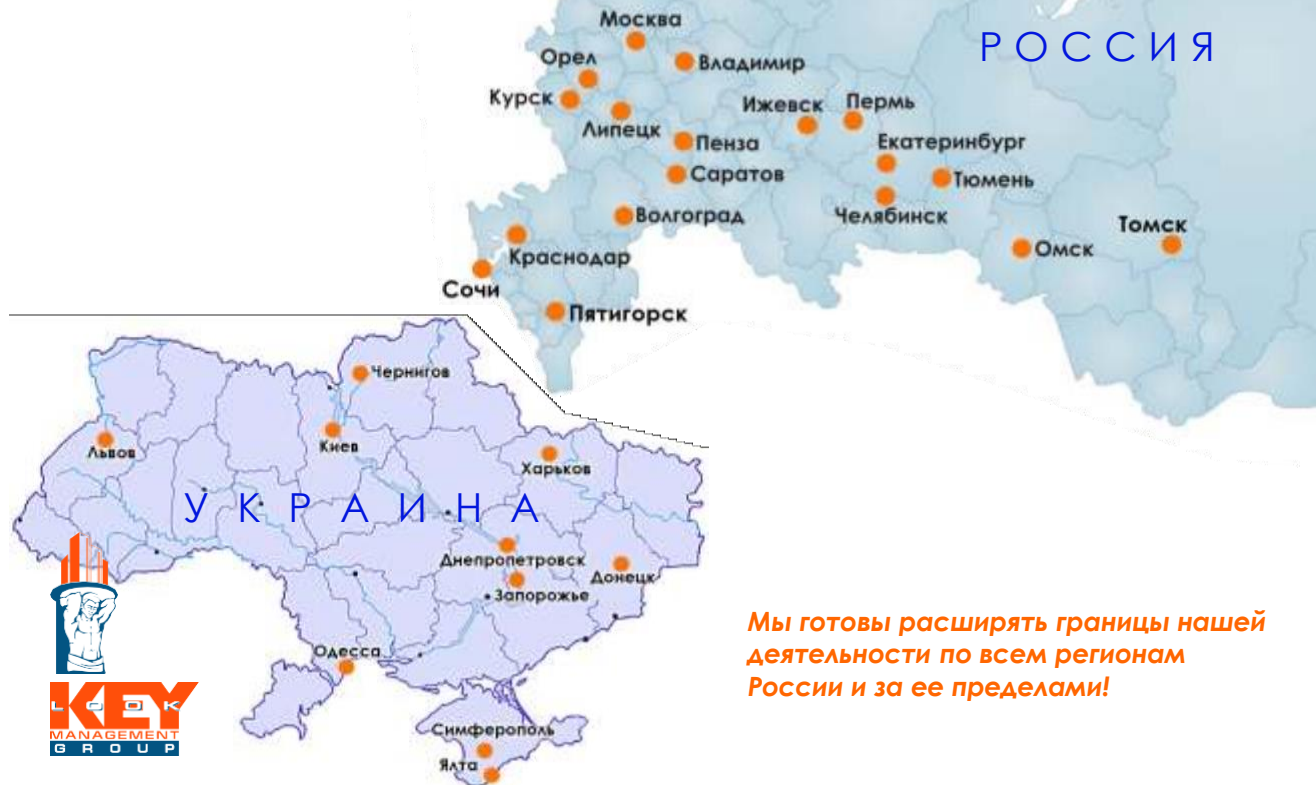 Москва
РОССИЯ
Орел
Владимир
Курск
Ижевск
Пермь
Липецк
Пенза
Екатеринбург
Саратов
Тюмень
Волгоград
Челябинск
Томск
Краснодар
Омск
Сочи
Пятигорск
Чернигов
Киев
Львов
Харьков
УКРАИНА
Днепропетровск
Донецк
Запорожье
Одесса
Симферополь
Ялта
Мы готовы расширять границы нашей
деятельности по всем регионам
России и за ее пределами!
KEY
LOOK
MANAGEMENT
GROUP